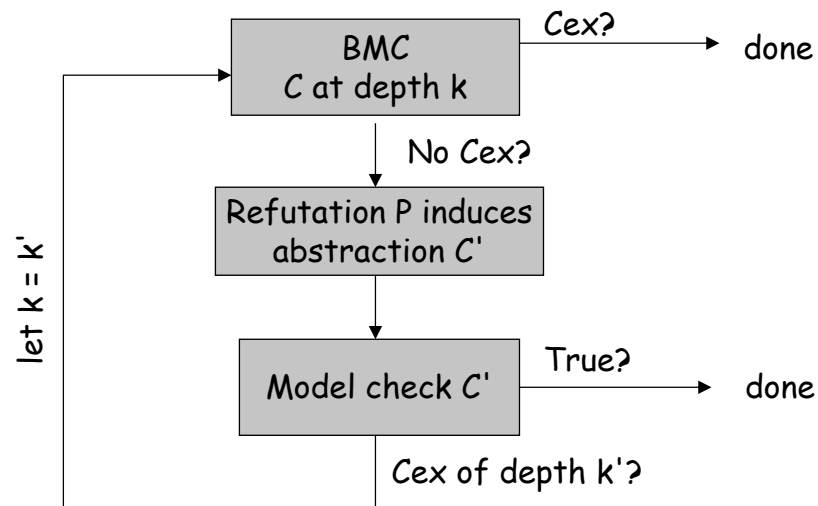 Cex?
BMC
C at depth k
done
No Cex?
Refutation P induces
abstraction C'
let k = k'
True?
Model check C'
done
Cex of depth k'?